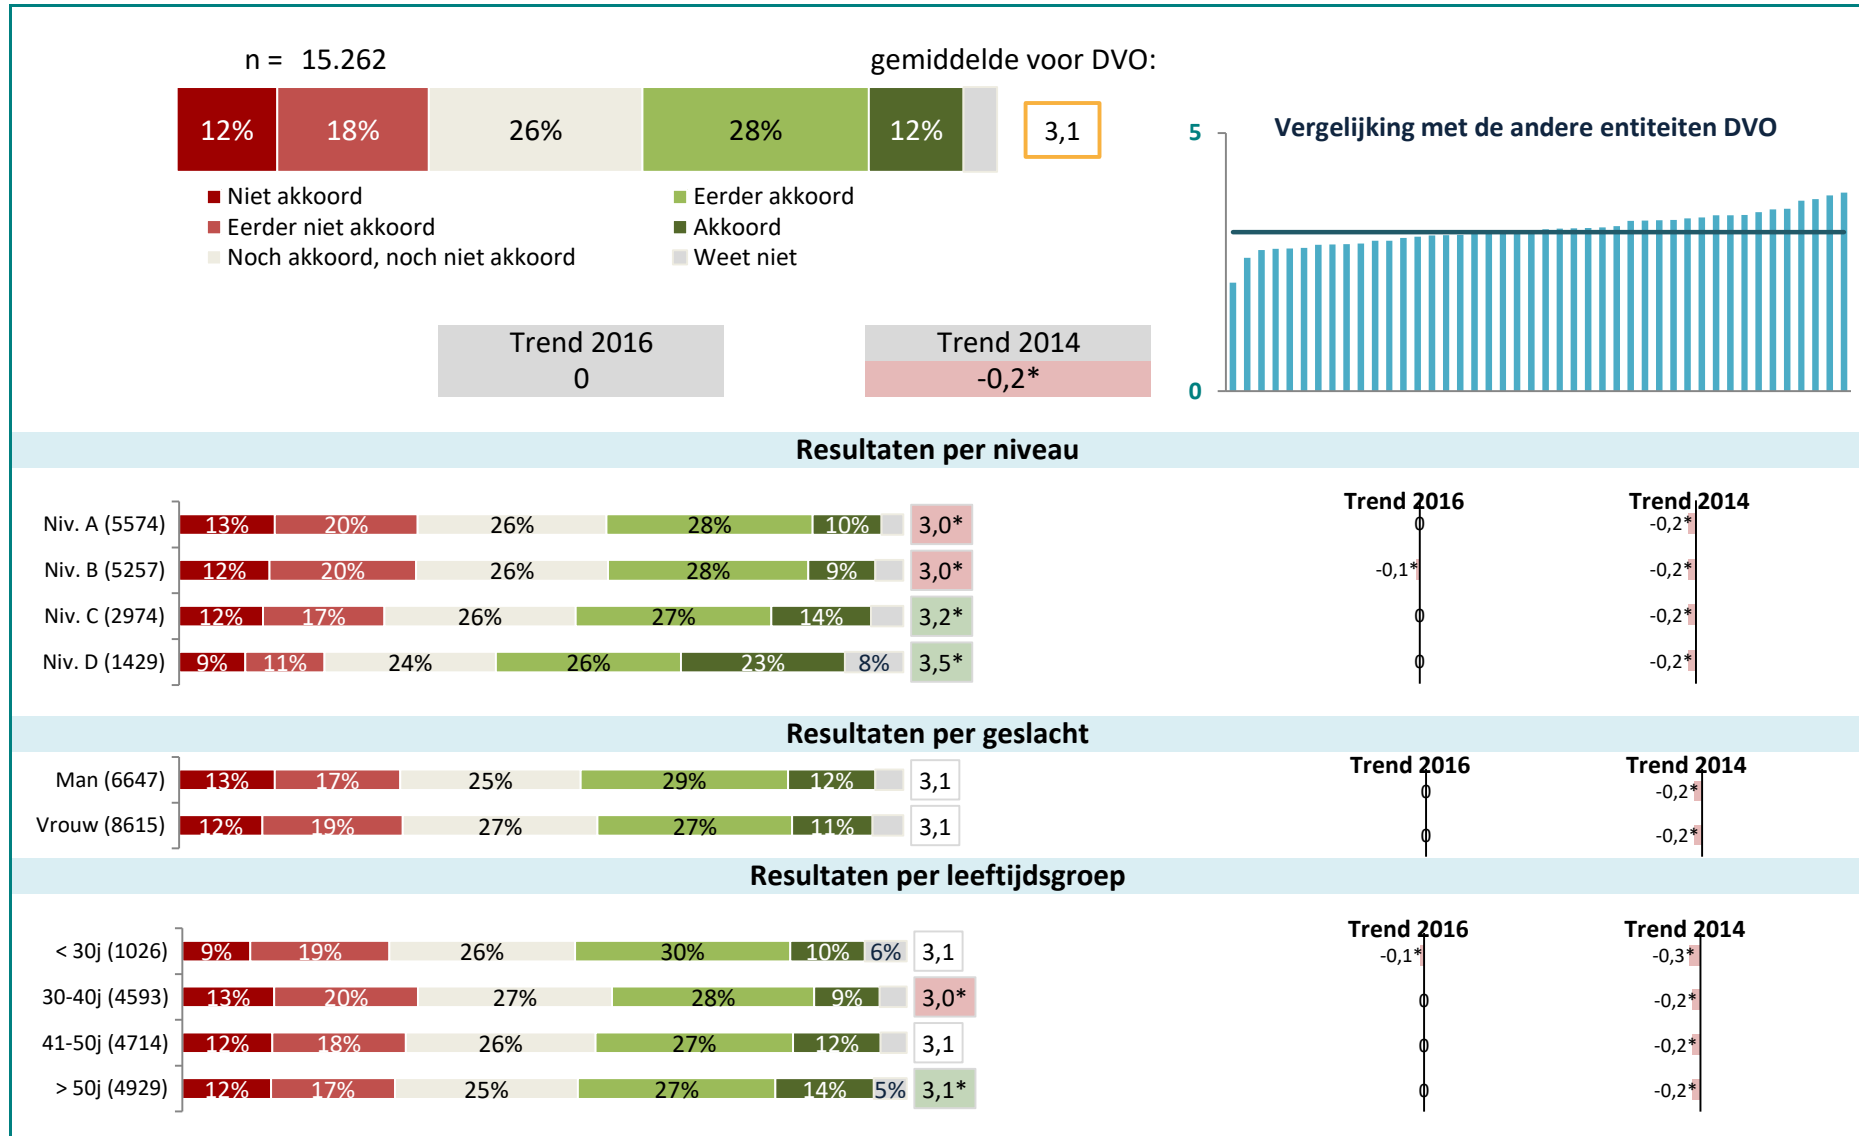 n = 15.262
gemiddelde voor DVO:
12% 18% 26% 28% 12% 3,1
Niet akkoord
Eerder akkoord
Eerder niet akkoord
Akkoord
Noch akkoord, noch niet akkoord
Weet niet
Vergelijking met de andere entiteiten DVO
5
0
Trend 2016
0
Trend 2014
-0,2*
Resultaten per niveau
Trend 2016 Trend 2014
Niv. A (5574) 13% 20% 26% 28% 10% 3,0* 0 -0,2*
Niv. B (5257) 12% 20% 26% 28% 9% 3,0* -0,1* -0,2*
Niv. C (2974) 12% 17% 26% 27% 14% 3,2* 0 -0,2*
Niv. D (1429) 9% 11% 24% 26% 23% 8% 3,5* 0 -0,2*
Resultaten per geslacht
Trend 2016 Trend 2014
Man (6647) 13% 17% 25% 29% 12% 3,1 0 -0,2*
Vrouw (8615) 12% 19% 27% 27% 11% 3,1 0 -0,2*
Resultaten per leeftijdsgroep
Trend 2016 Trend 2014
< 30j (1026) 9% 19% 26% 30% 10% 6% 3,1 -0,1* -0,3*
30-40j (4593) 13% 20% 27% 28% 9% 3,0* 0 -0,2*
41-50j (4714) 12% 18% 26% 27% 12% 3,1 0 -0,2*
> 50j (4929) 12% 17% 25% 27% 14% 5% 3,1* 0 -0,2*